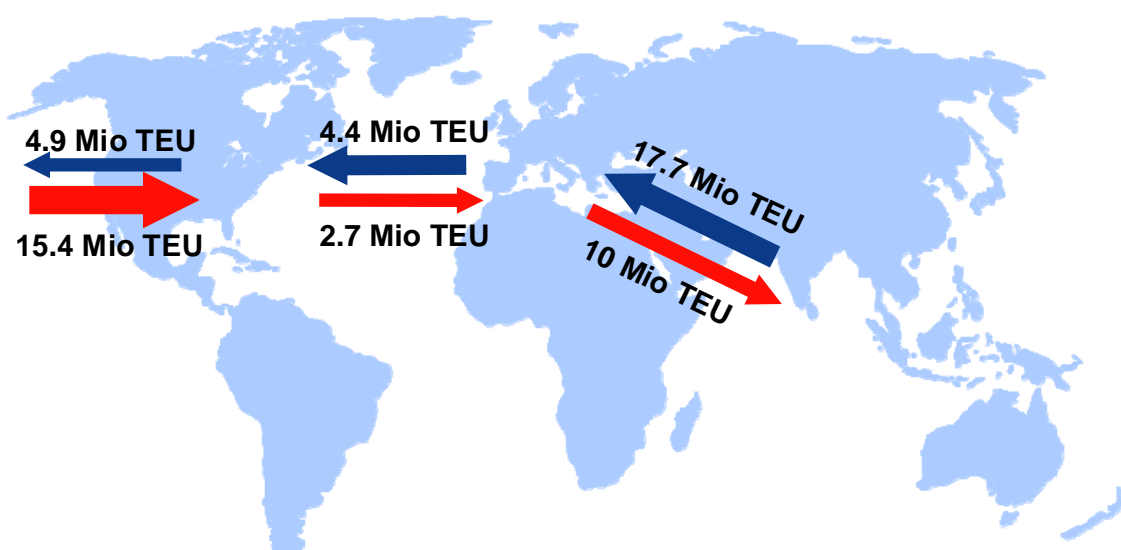 4.9 Mio TEU
15.4 Mio TEU
4.4 Mio TEU
2.7 Mio TEU
17.7 Mio TEU
10 Mio TEU